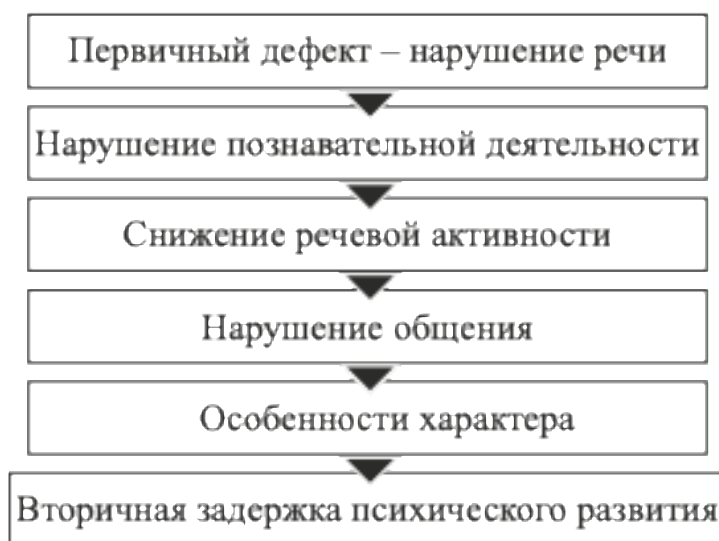 Первичный дефект – нарушение речи
Нарушение познавательной деятельности
Снижение речевой активности
Нарушение общения
Особенности характера
Вторичная задержка психического развития